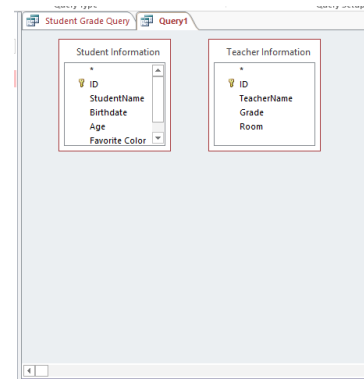 Query Type Query Setup
Student Grade Query Query1
Student Information
*
ID
StudentName
Birthdate
Age
Favorite Color
Teacher Information
*
ID
TeacherName
Grade
Room